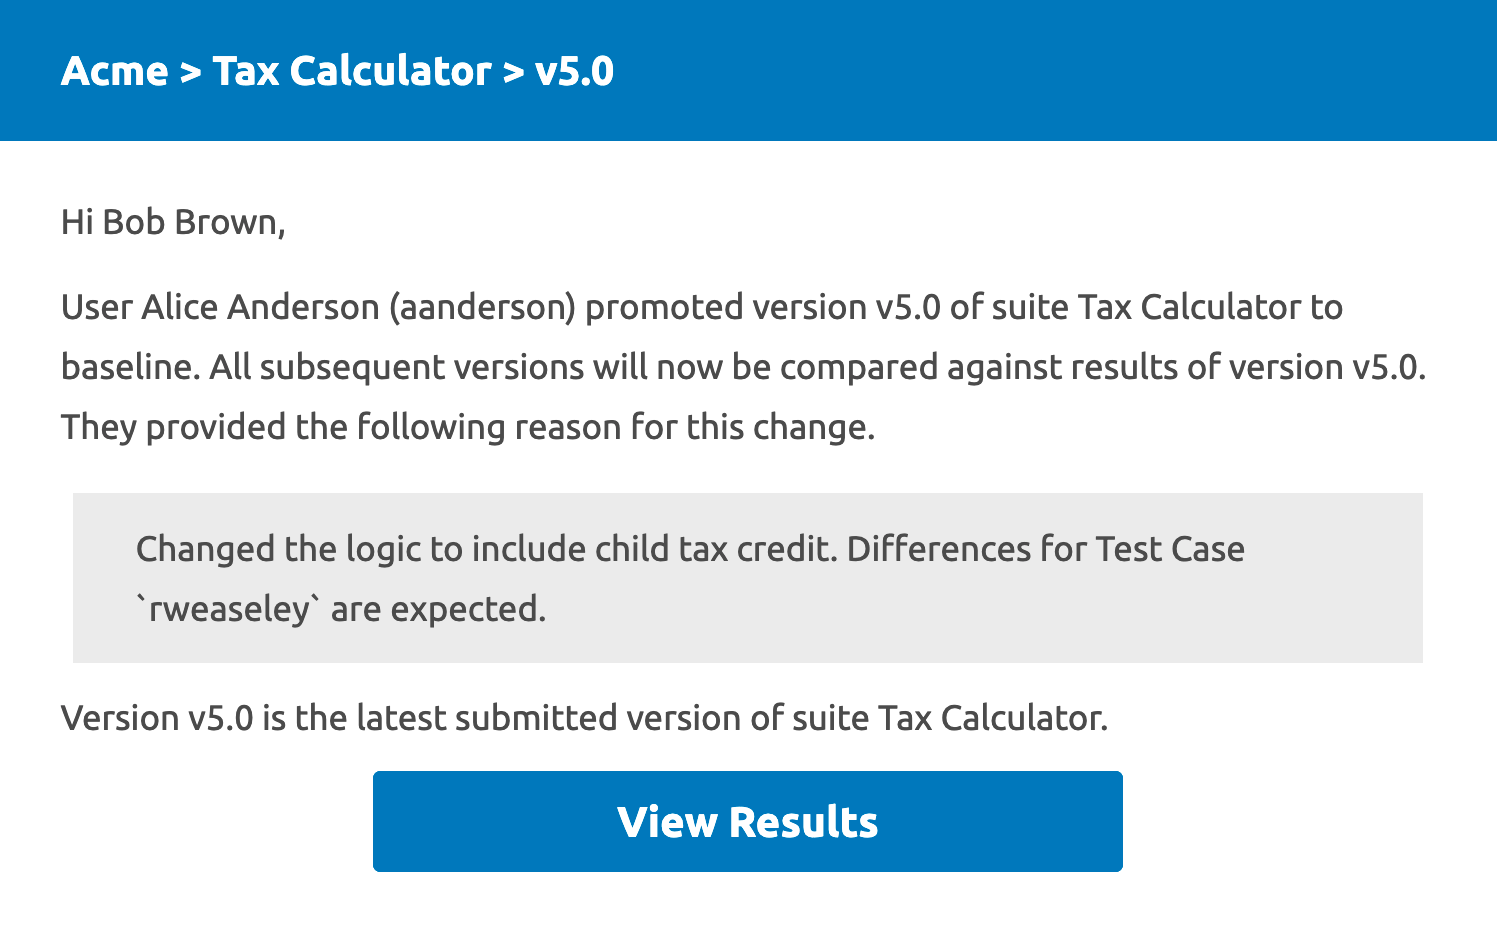 Acme > Tax Calculator > v5.0
Hi Bob Brown,
User Alice Anderson (aanderson) promoted version v5.0 of suite Tax Calculator to
baseline. All subsequent versions will now be compared against results of version v5.0.
They provided the following reason for this change.
Changed the logic to include child tax credit. Differences for Test Case
`rweaseley` are expected.
Version v5.0 is the latest submitted version of suite Tax Calculator.
View Results